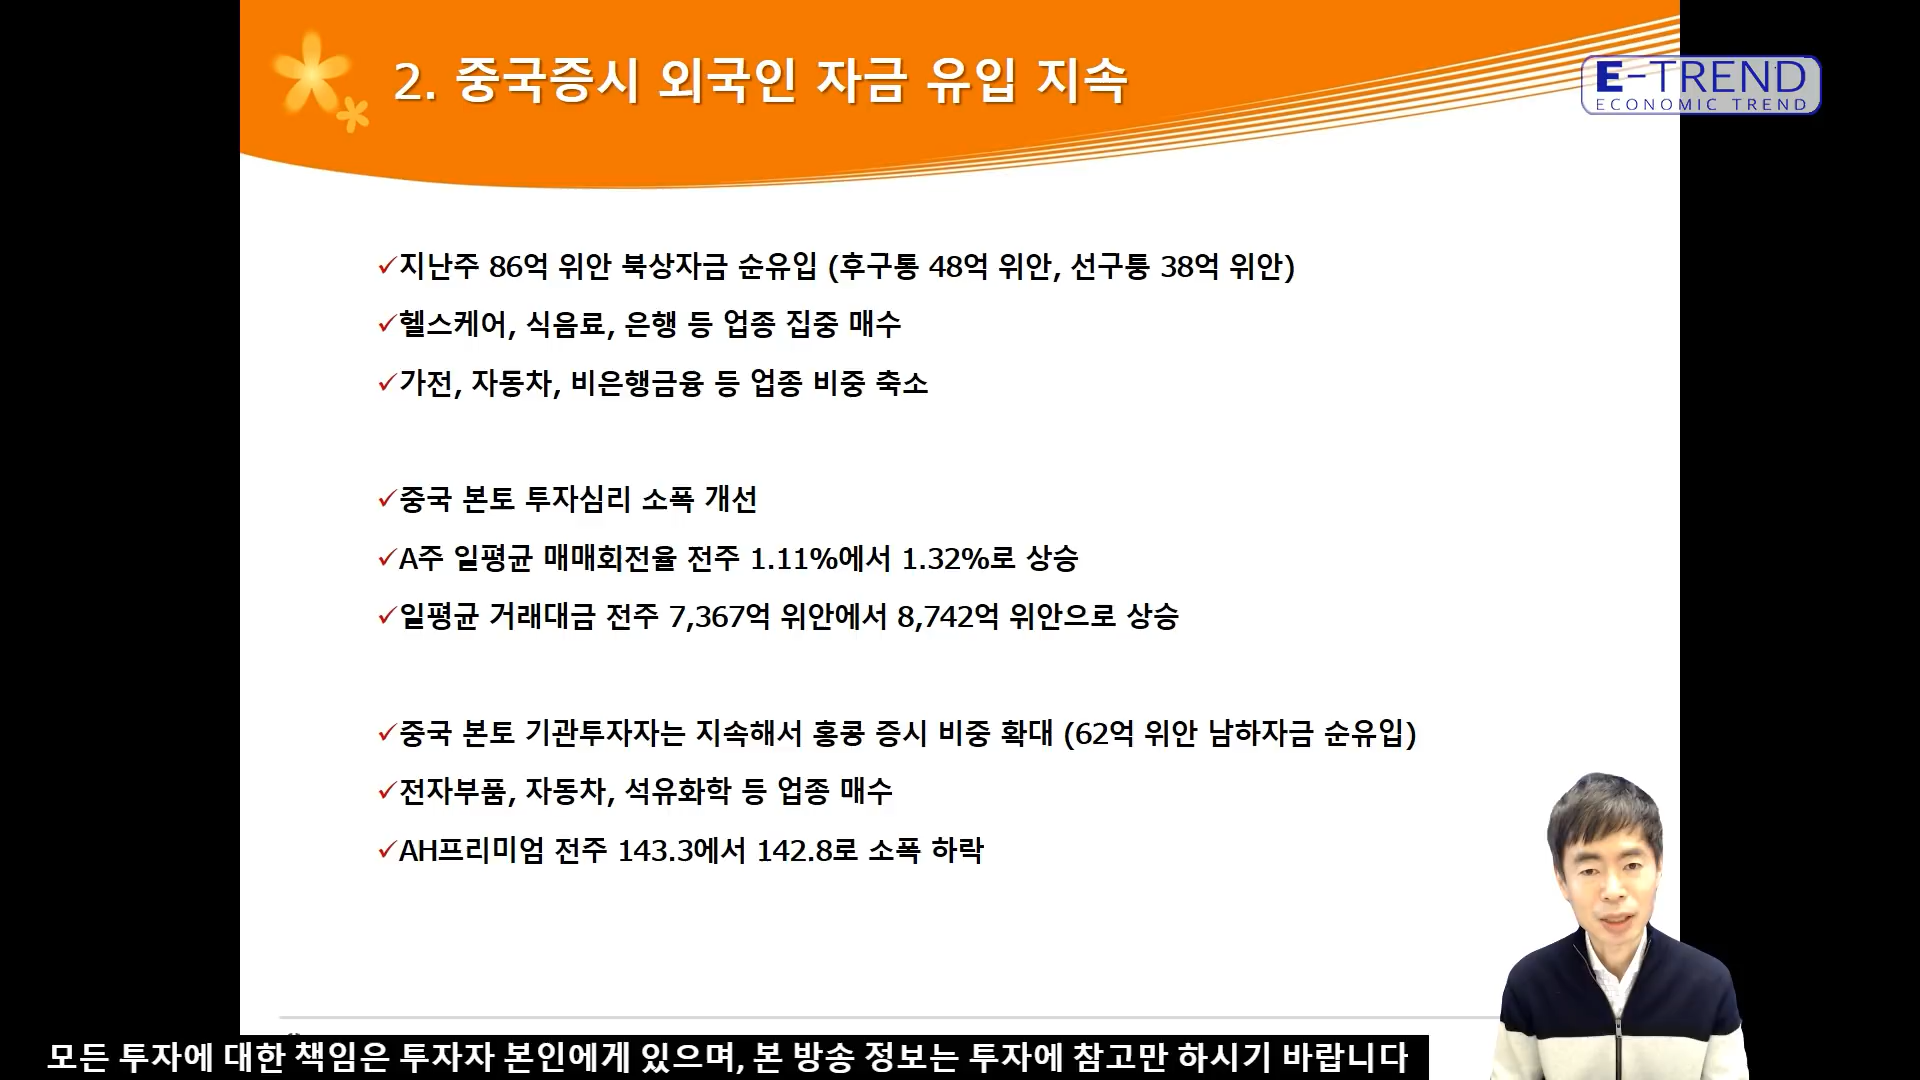 2. 중국증시 외국인 자금 유입 지속
E-TREND
ECONOMIC TREND
✓지난주 86억 위안 북상자금 순유입 (후구퉁 48억 위안, 선구퉁 38억 위안)
✓헬스케어, 식음료, 은행 등 업종 집중 매수
✓가전, 자동차, 비은행금융 등 업종 비중 축소
✓중국 본토 투자심리 소폭 개선
✓A주 일평균 매매회전율 전주 1.11%에서 1.32%로 상승
✓일평균 거래대금 전주 7,367억 위안에서 8,742억 위안으로 상승
✓중국 본토 기관투자자는 지속해서 홍콩 증시 비중 확대 (62억 위안 남하자금 순유입)
✓전자부품, 자동차, 석유화학 등 업종 매수
✓AH프리미엄 전주 143.3에서 142.8로 소폭 하락
모든 투자에 대한 책임은 투자자 본인에게 있으며, 본 방송 정보는 투자에 참고만 하시기 바랍니다